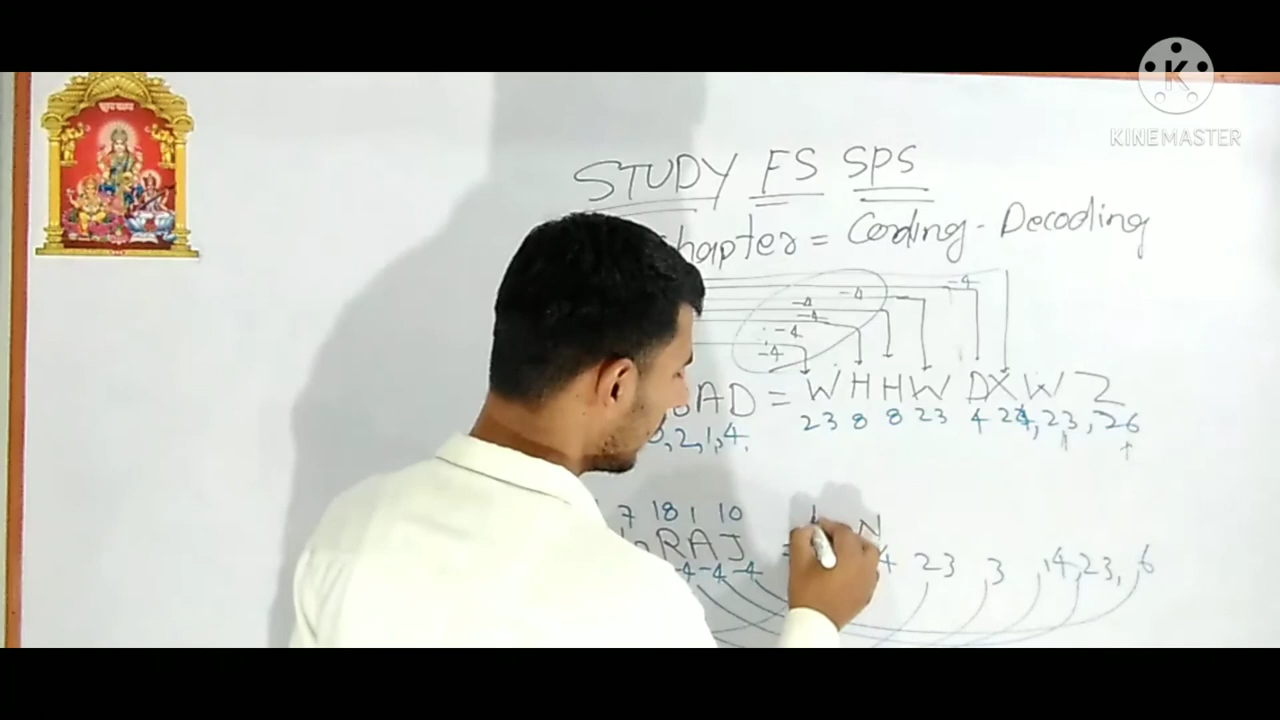 KINEMASTER
STUDY FS SPS
Chapter = Coding - Decoding
-4
-4
-4
-4
-4
-4
BAD = WHHW DXWZ
2, 1, 4. 23 8 8 23 4 24, 23, 26
7 18 1 10 N
RAJ =
-4 -4 -4 23 3 14, 23, 6